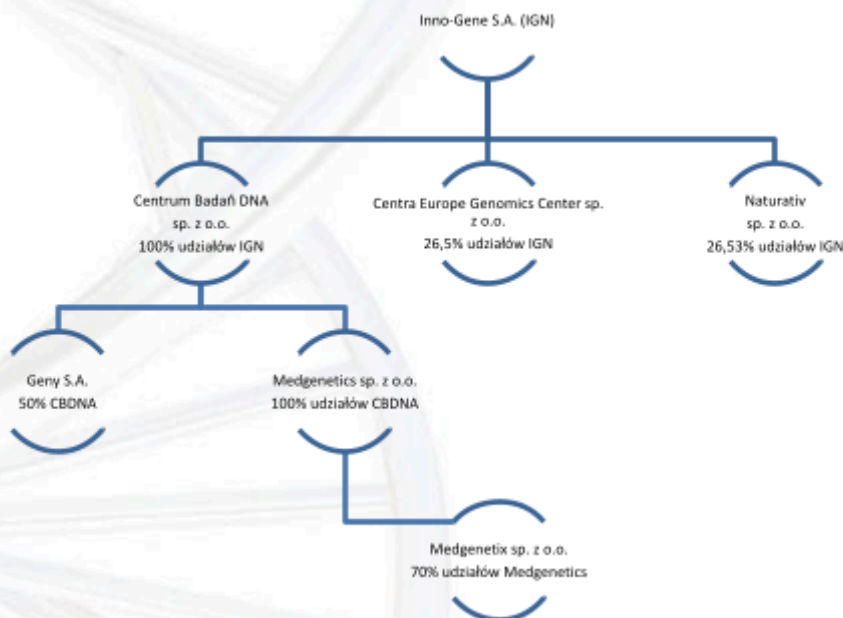 Inno-Gene S.A. (IGN)
Centrum Badań DNA
sp. z o.o.
100% udziałów IGN
Centra Europe Genomics Center sp.
z o.o.
26,5% udziałów IGN
Naturativ
sp. z o.o.
26,53% udziałów IGN
Geny S.A.
50% CBDNA
Medgenetics sp. z o.o.
100% udziałów CBDNA
Medgenetix sp. z o.o.
70% udziałów Medgenetics